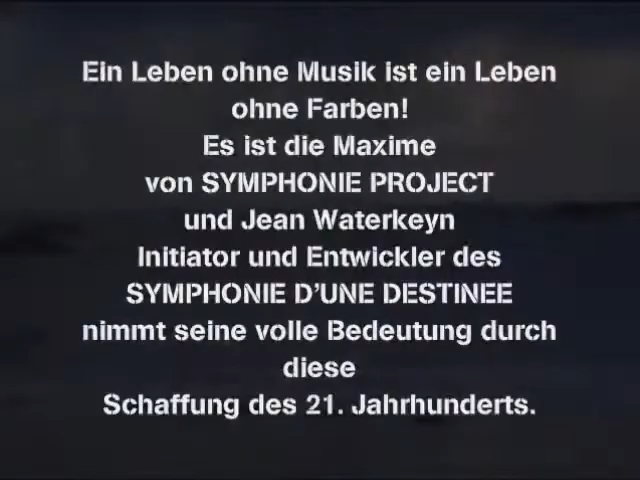 Ein Leben ohne Musik ist ein Leben
ohne Farben!
Es ist die Maxime
von SYMPHONIE PROJECT
und Jean Waterkeyn
Initiator und Entwickler des
SYMPHONIE D'UNE DESTINEE
nimmt seine volle Bedeutung durch
diese
Schaffung des 21. Jahrhunderts.